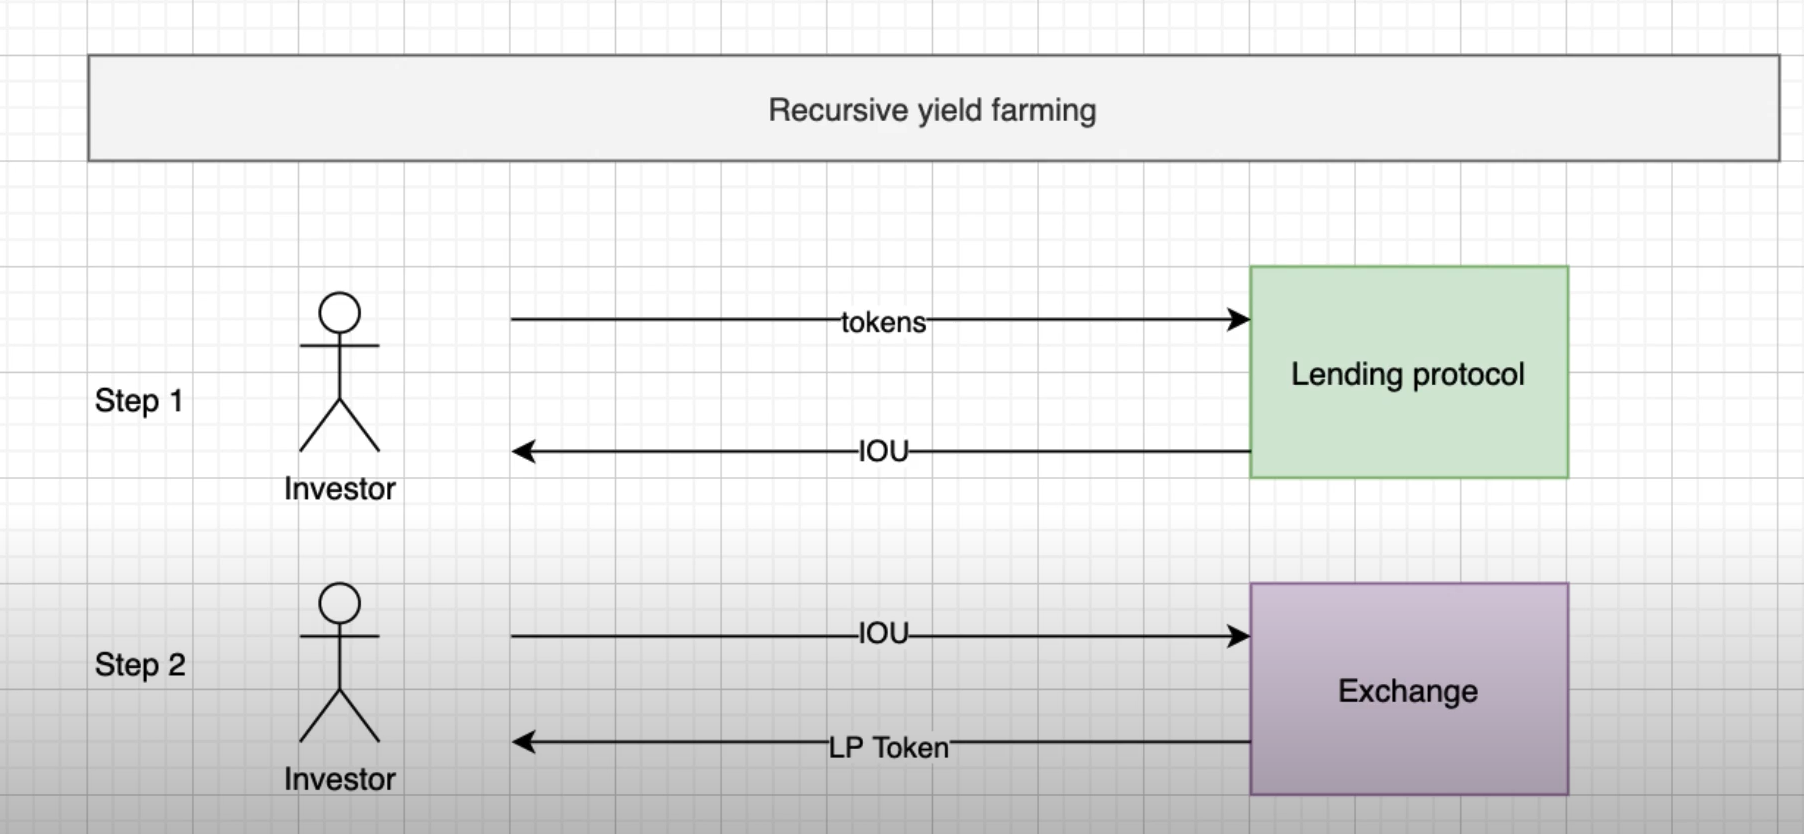 Recursive yield farming
tokens
Lending protocol
Step 1
IOU
Investor
IOU
Step 2
Exchange
LP Token
Investor